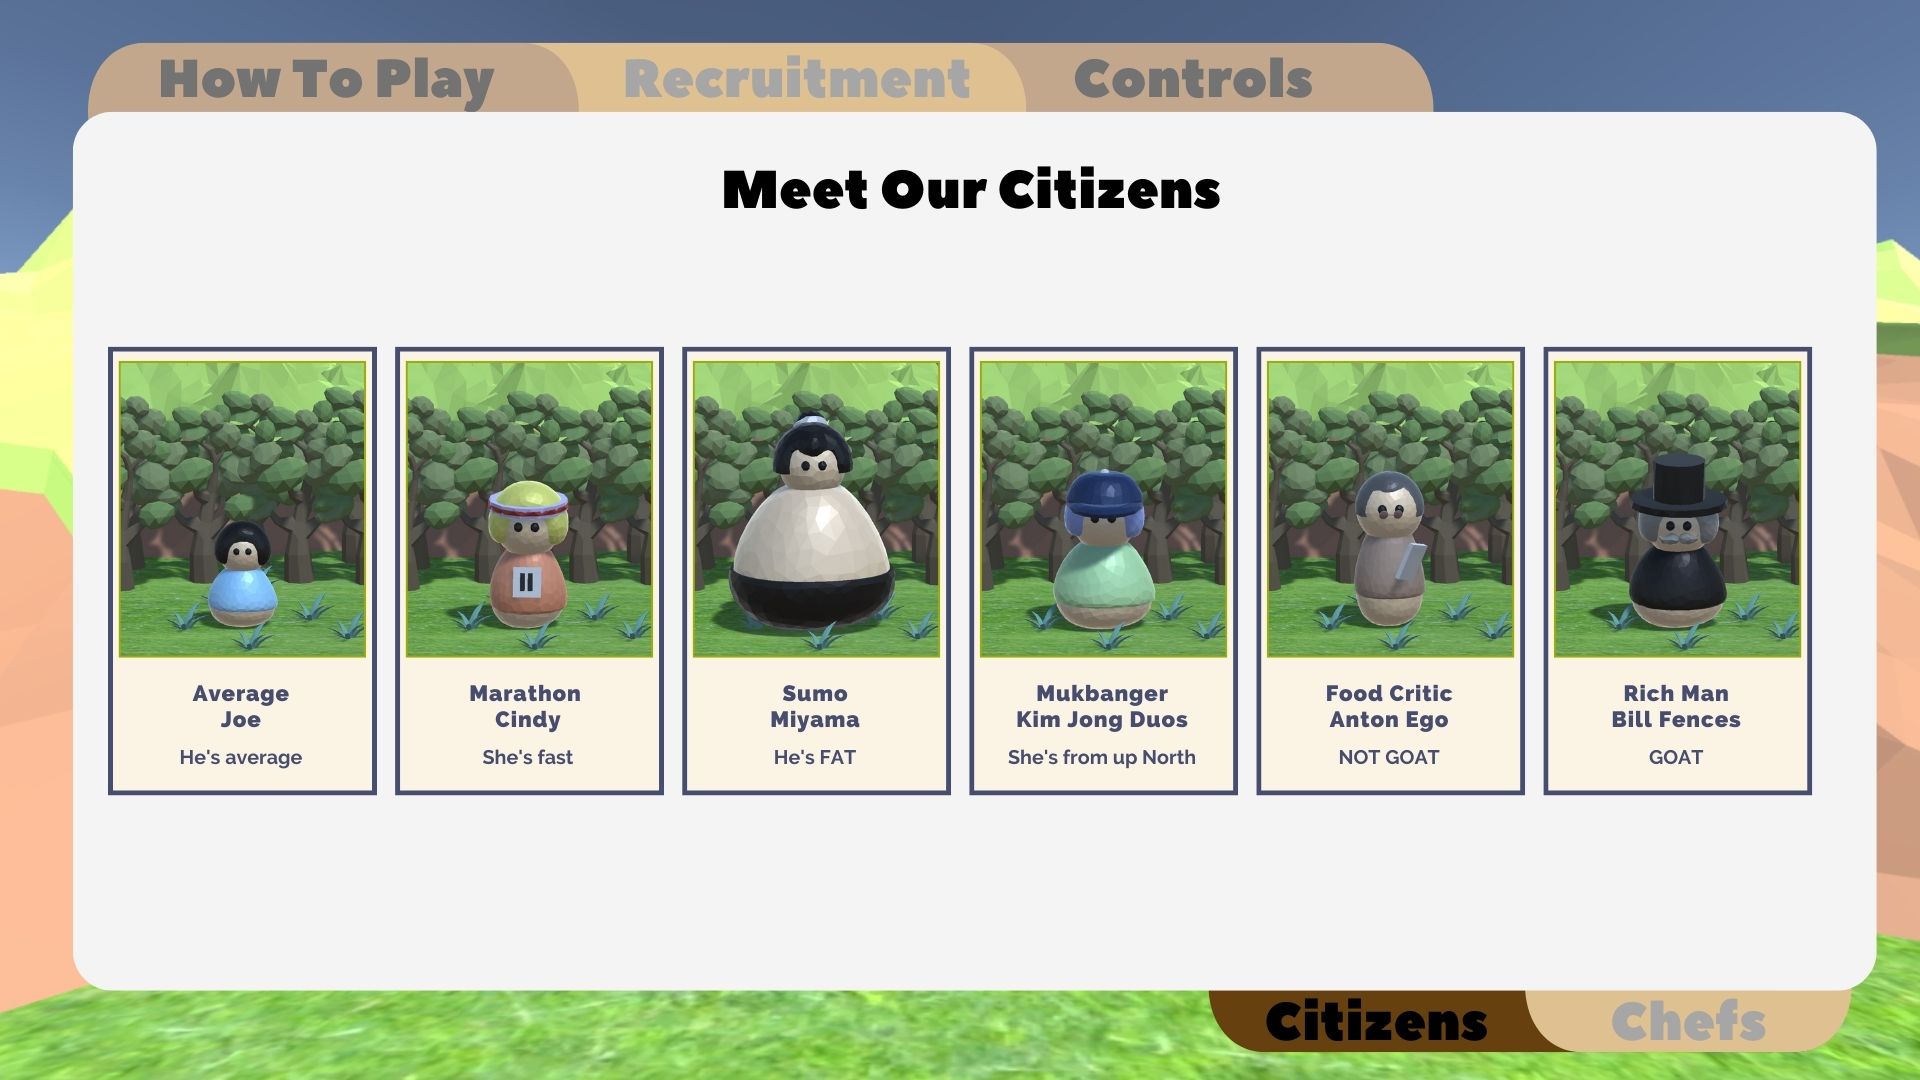 How To Play
Recruitment
Controls
Meet Our Citizens
Average
Joe
He's average
Marathon
Cindy
She's fast
Sumo
Miyama
He's FAT
Mukbanger
Kim Jong Duos
She's from up North
Food Critic
Anton Ego
NOT GOAT
Rich Man
Bill Fences
GOAT
Citizens
Chefs